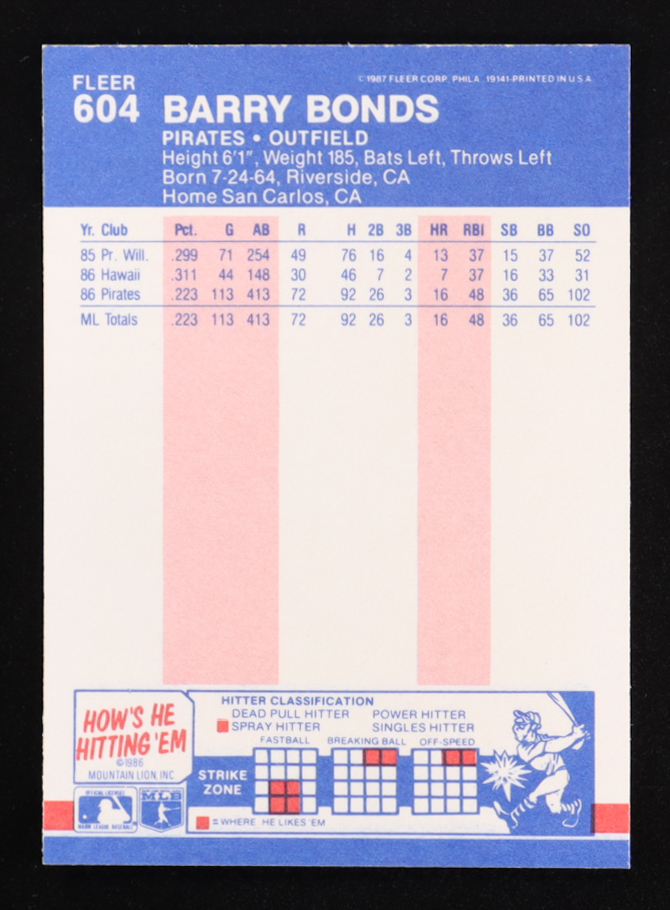 FLEER
604 BARRY BONDS
© 1987 FLEER CORP. PHILA. 19141-PRINTED IN U S A
PIRATES • OUTFIELD
Height 6'1", Weight 185, Bats Left, Throws Left
Born 7-24-64, Riverside, CA
Home San Carlos, CA
Yr. Club Pct. G AB R H 2B 3B HR RBI SB BB SO
85 Pr. Will. .299 71 254 49 76 16 4 13 37 15 37 52
86 Hawaii .311 44 148 30 46 7 2 7 37 16 33 31
86 Pirates .223 113 413 72 92 26 3 16 48 36 65 102
ML Totals .223 113 413 72 92 26 3 16 48 36 65 102
HOW'S HE
HITTING 'EM
©1986
MOUNTAIN LION, INC
HITTER CLASSIFICATION
DEAD PULL HITTER POWER HITTER
SPRAY HITTER SINGLES HITTER
FASTBALL BREAKING BALL OFF-SPEED
STRIKE
ZONE
=WHERE HE LIKES 'EM
OFFICIAL LICENSEE
MAJOR LEAGUE BASEBALL
MLB